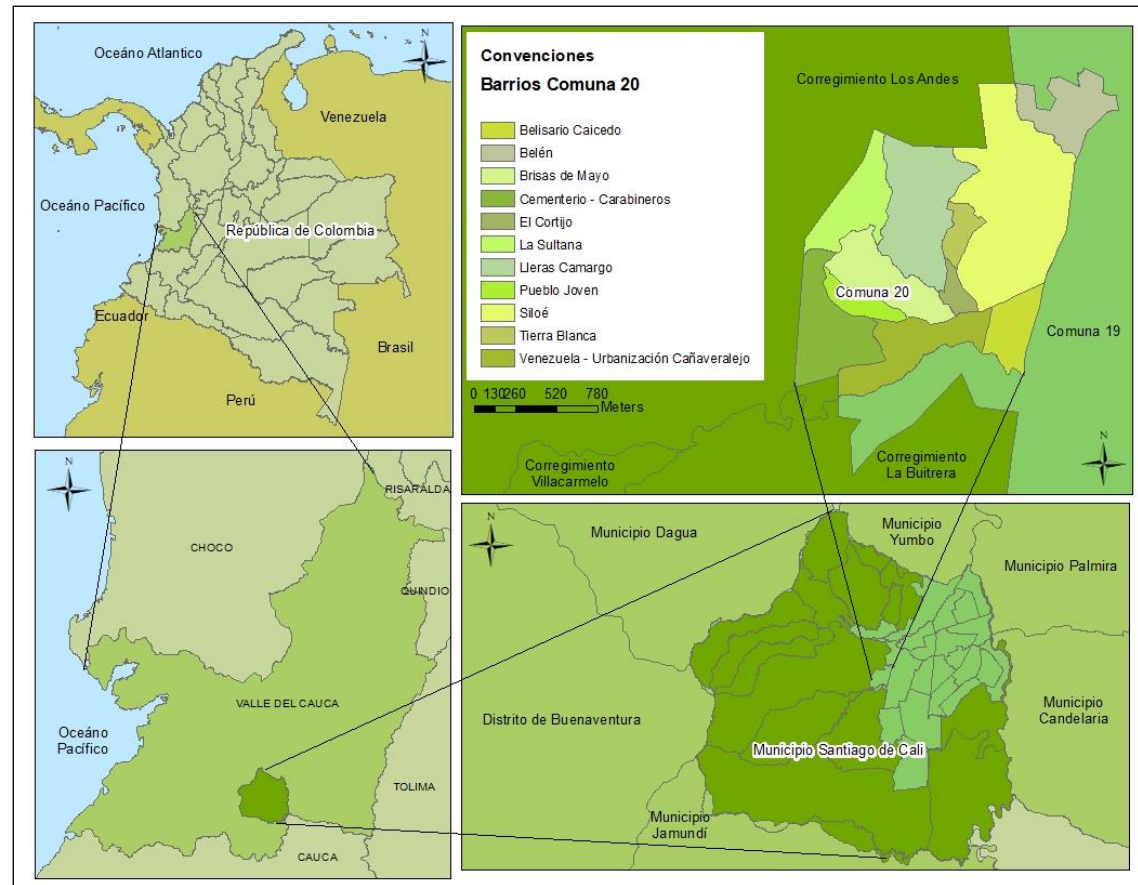 N
Oceáno Atlantico
Venezuela
Oceáno Pacífico
República de Colombia
Ecuador
Brasil
Perú
Convenciones
Barrios Comuna 20
Belisario Caicedo
Belén
Brisas de Mayo
Cementerio - Carabineros
El Cortijo
La Sultana
Lleras Camargo
Pueblo Joven
Siloé
Tierra Blanca
Venezuela - Urbanización Cañaveralejo
0 130260 520 780
Meters
Corregimiento Los Andes
Comuna 20
Comuna 19
Corregimiento
Villacarmelo
Corregimiento
La Buitrera
N
N
RISARALDA
CHOCO
QUINDIO
VALLE DEL CAUCA
Oceáno
Pacífico
TOLIMA
CAUCA
N
Municipio Dagua
Municipio
Yumbo
Municipio Palmira
Distrito de Buenaventura
Municipio
Candelaria
Municipio Santiago de Cali
Municipio
Jamundí